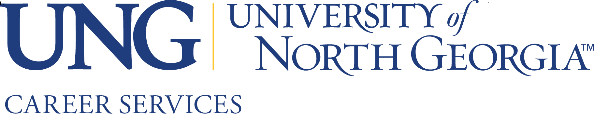 UNG
UNIVERSITY of
NORTH GEORGIA™
CAREER SERVICES